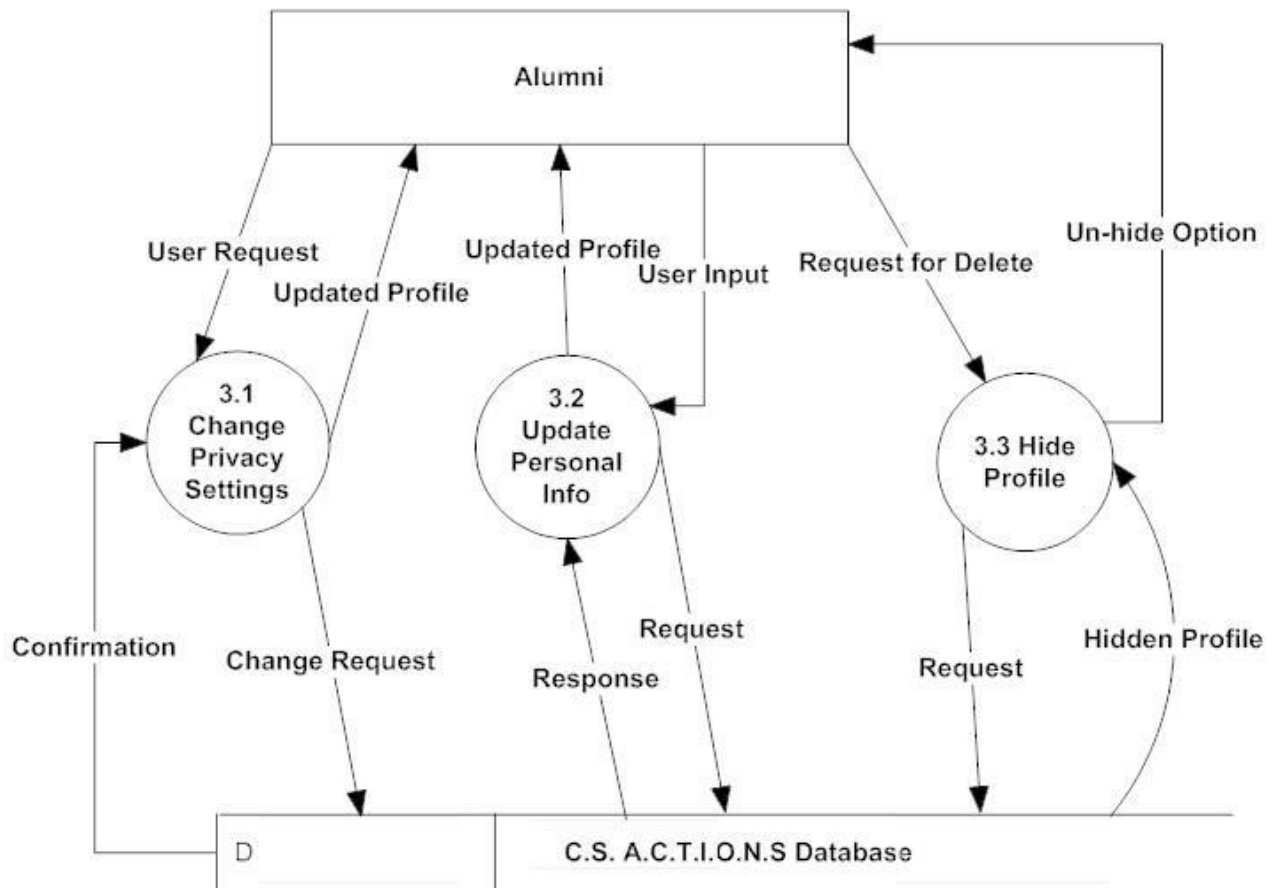 Alumni
User Request
Updated Profile
Updated Profile
User Input
Request for Delete
Un-hide Option
3.1
Change
Privacy
Settings
3.2
Update
Personal
Info
3.3 Hide
Profile
Confirmation
Change Request
Response
Request
Request
Hidden Profile
D
C.S. A.C.T.I.O.N.S Database